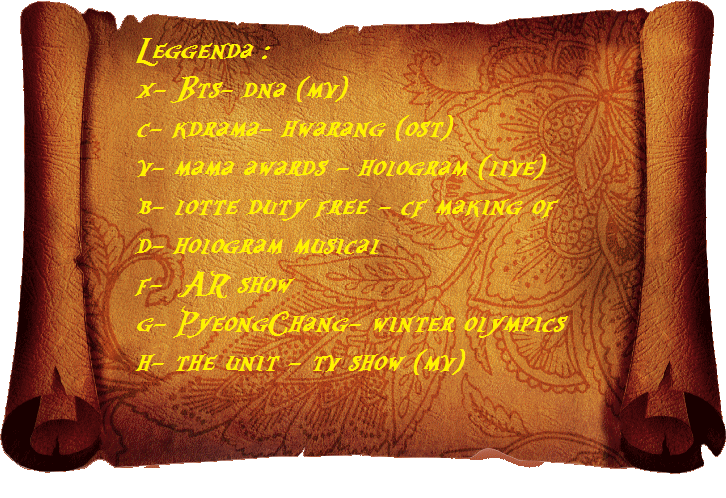 Leggenda :
x- Bts- dna (mv)
c- kdrama- hwarang (ost)
v- mama awards - hologram (live)
b- lotte duty free - cf making of
d- hologram musical
f- AR show
g- PyeongChang- winter olympics
h- the unit - tv show (mv)